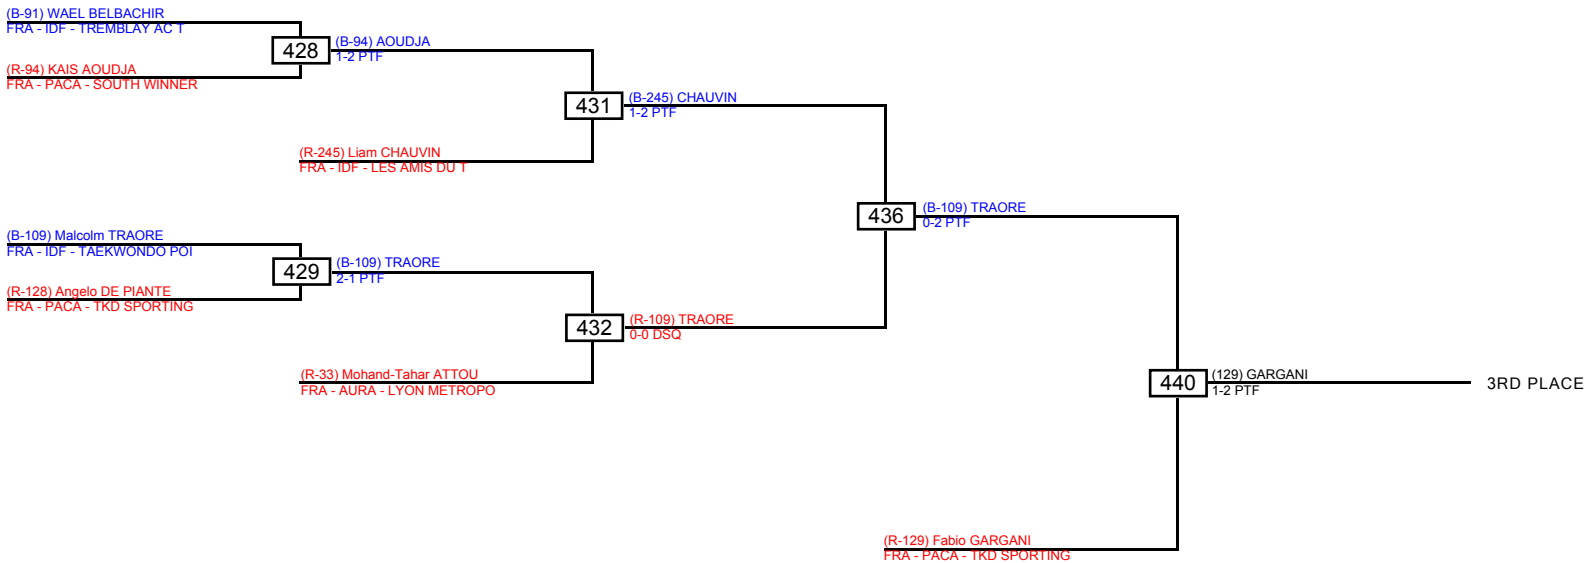 (B-91) WAEL BELBACHIR
FRA - IDF - TREMBLAY AC T
428
(B-94) AOUDJA
1-2 PTF
(R-94) KAIS AOUDJA
FRA - PACA - SOUTH WINNER
431
(B-245) CHAUVIN
1-2 PTF
(R-245) Liam CHAUVIN
FRA - IDF - LES AMIS DU T
436
(B-109) TRAORE
0-2 PTF
(B-109) Malcolm TRAORE
FRA - IDF - TAEKWONDO POI
429
(B-109) TRAORE
2-1 PTF
(R-128) Angelo DE PIANTE
FRA - PACA - TKD SPORTING
432
(R-109) TRAORE
0-0 DSQ
(R-33) Mohand-Tahar ATTOU
FRA - AURA - LYON METROPO
440
(129) GARGANI
1-2 PTF
3RD PLACE
(R-129) Fabio GARGANI
FRA - PACA - TKD SPORTING